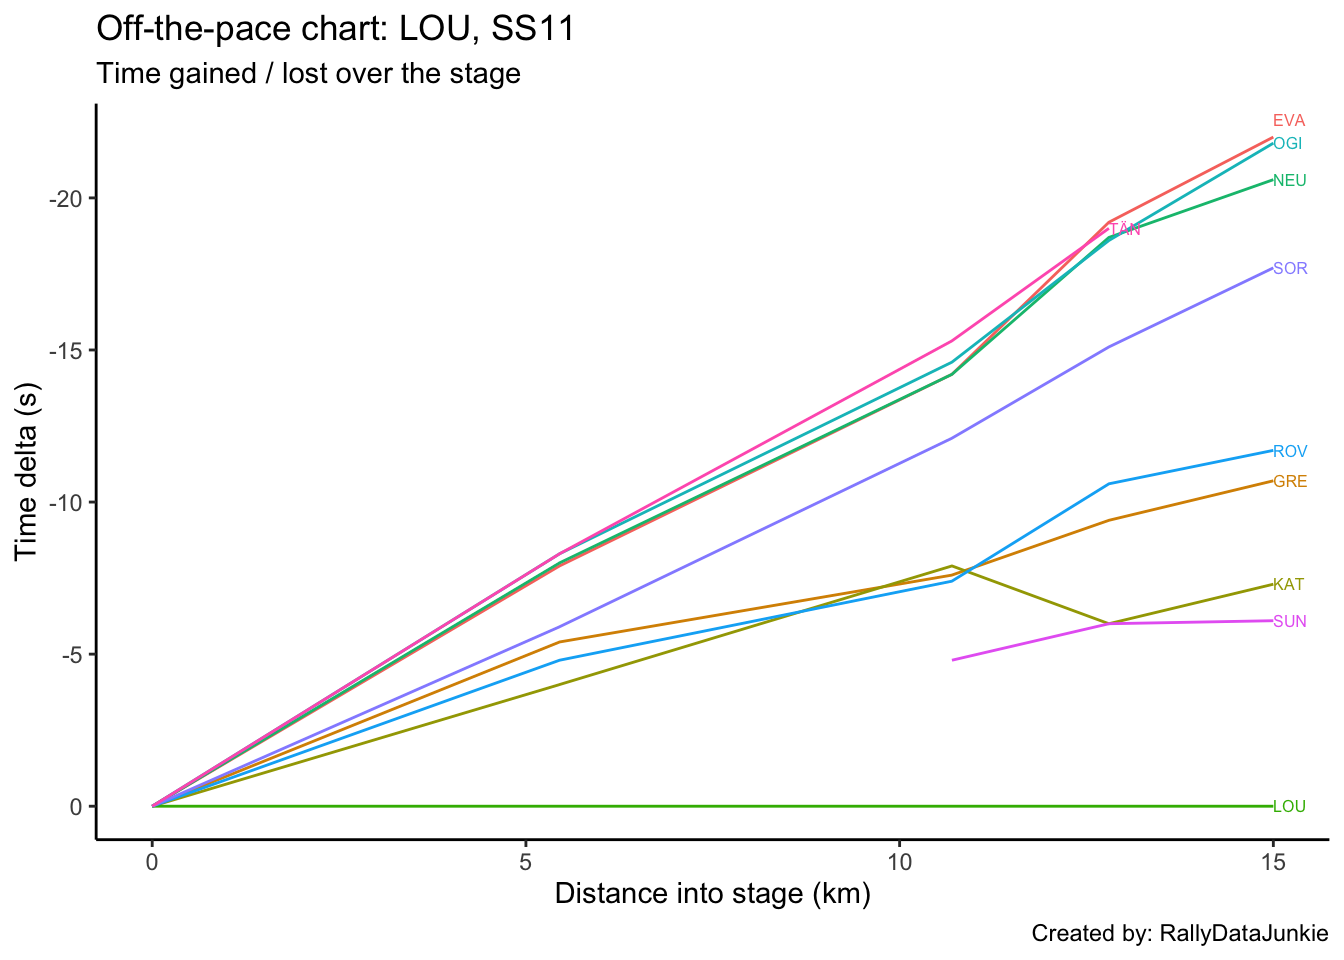 Off-the-pace chart: LOU, SS11
Time gained / lost over the stage
EVA
OGI
NEU
TÄN
SOR
ROV
GRE
KAT
SUN
LOU
-20
-15
-10
-5
0
Time delta (s)
0 5 10 15
Distance into stage (km)
Created by: RallyDataJunkie